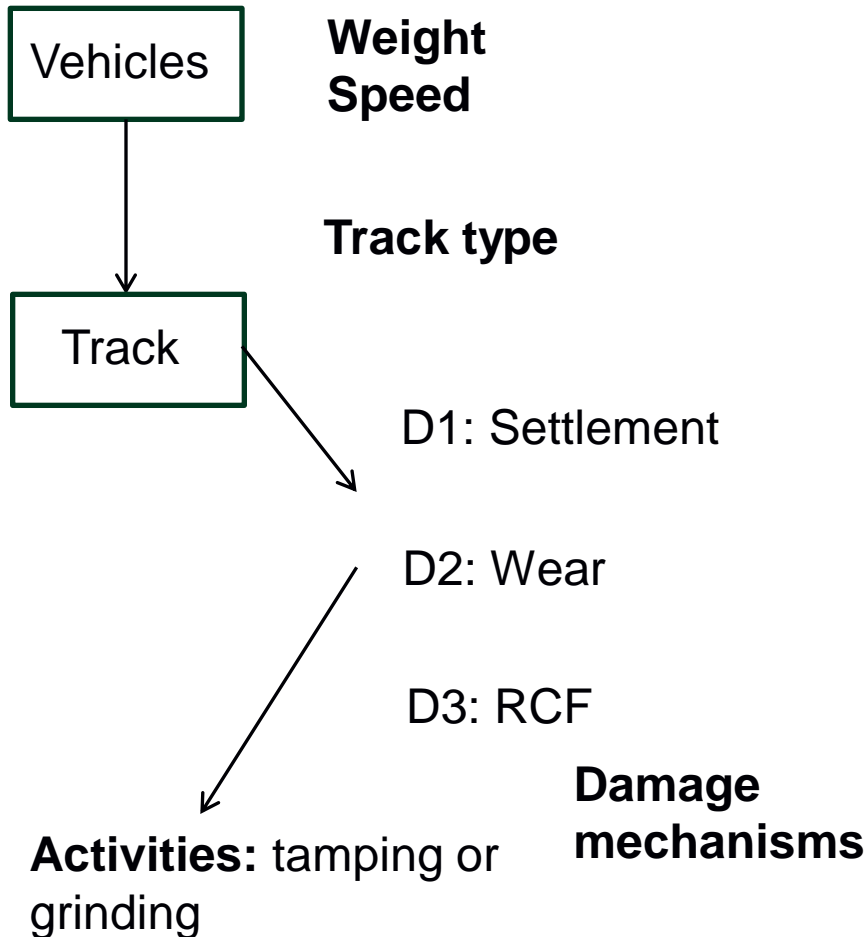 Vehicles
Weight
Speed
Track type
Track
D1: Settlement
D2: Wear
D3: RCF
Damage
mechanisms
Activities: tamping or
grinding